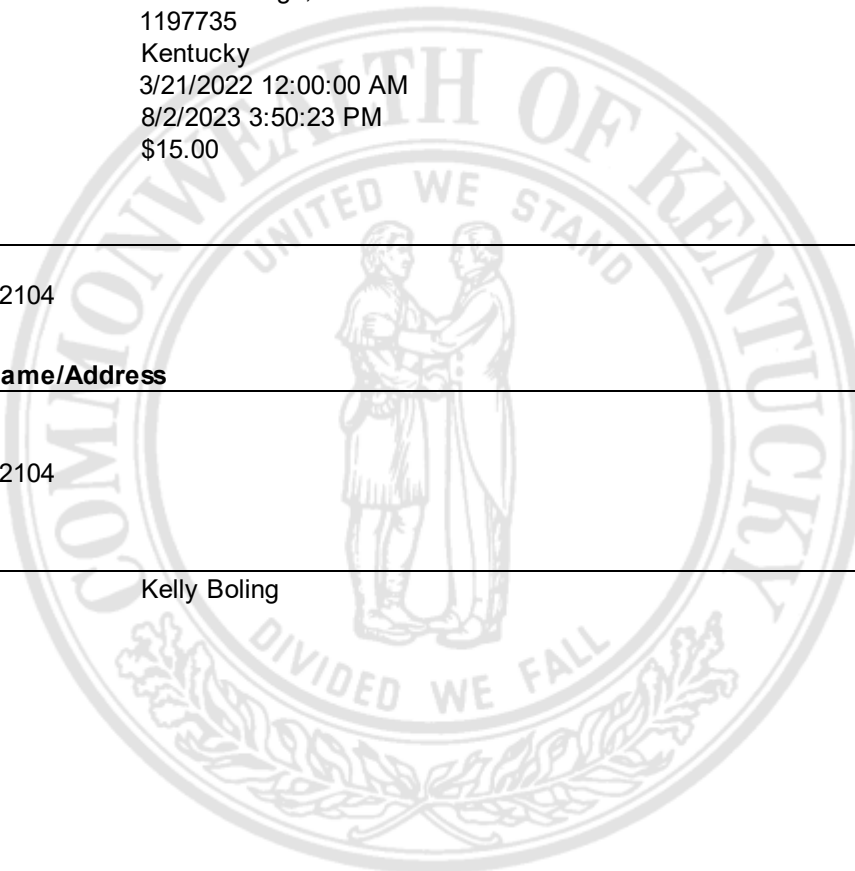 1197735
Kentucky
3/21/2022 12:00:00 AM
8/2/2023 3:50:23 PM
$15.00
COMMONWEALTH OF KENTUCKY
UNITED WE STAND
2104
ame/Address
2104
Kelly Boling
DIVIDED WE FALL